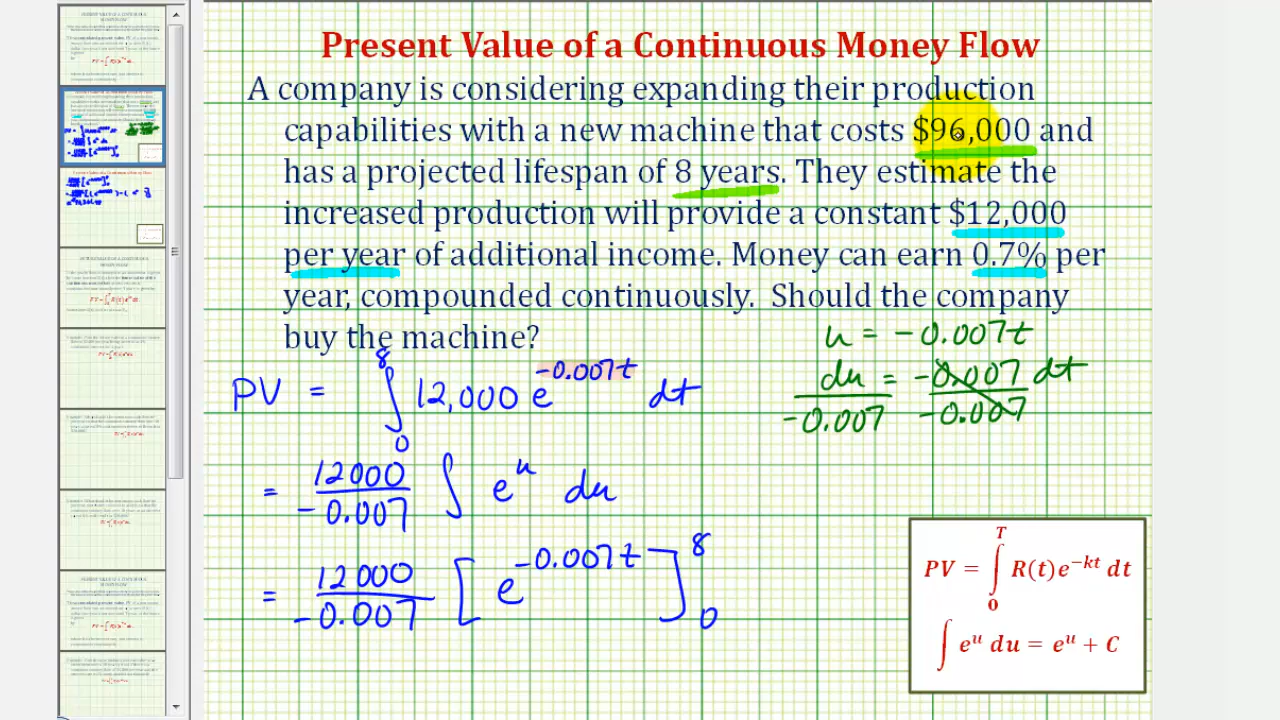 Present Value of a Continuous Money Flow
A company is considering expanding their production
capabilities with a new machine that costs $96,000 and
has a projected lifespan of 8 years. They estimate the
increased production will provide a constant $12,000
per year of additional income. Money can earn 0.7% per
year, compounded continuously. Should the company
buy the machine?
u = -0.007t
du/-0.007 = -0.007/-0.007 dt
PV = ∫₀⁸ 12,000 e^(-0.007t) dt
= 12000/-0.007 ∫ e^u du
= 12000/-0.007 [e^(-0.007t)]₀⁸
PV = ∫₀ᵀ R(t)e^(-kt) dt
∫ e^u du = e^u + C